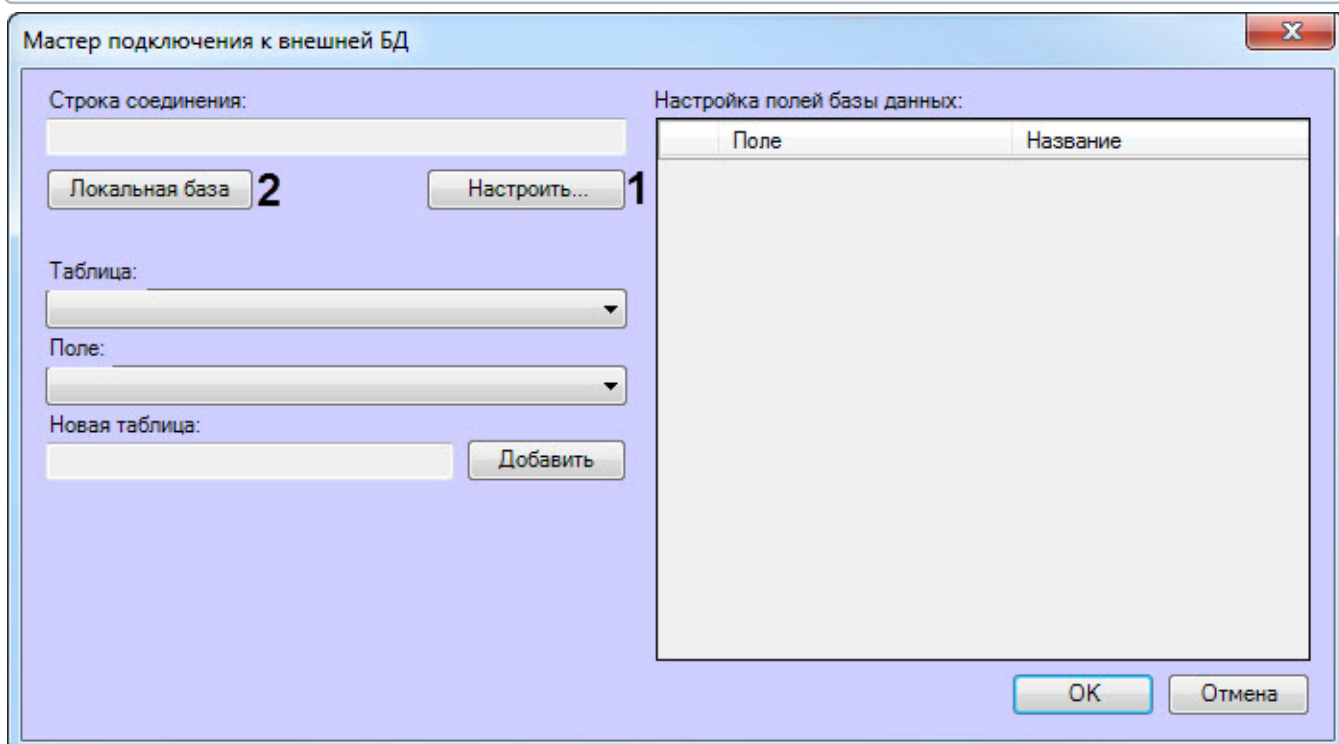 Мастер подключения к внешней БД
x
Строка соединения:
Локальная база 2 Настроить... 1
Таблица:
Поле:
Новая таблица:
Добавить
Настройка полей базы данных:
Поле Название
OK Отмена